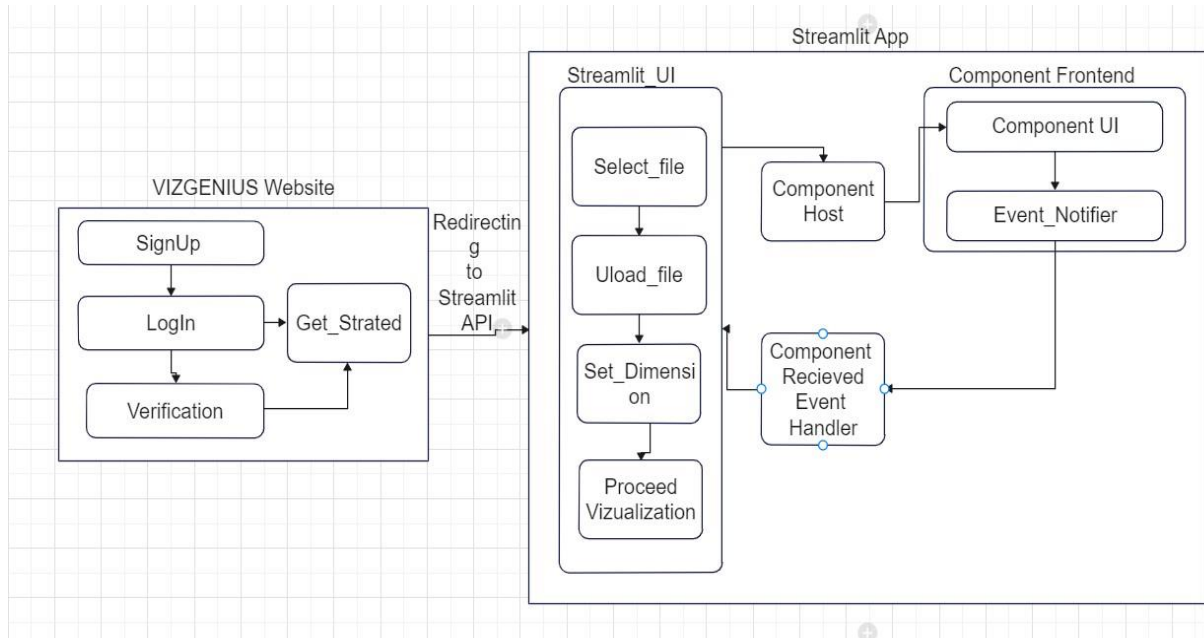 Streamlit App
Streamlit_UI
Component Frontend
Select_file
Component
Host
Component UI
Event_Notifier
VIZGENIUS Website
SignUp
LogIn
Get_Strated
Verification
Redirectin
g
to
Streamlit
API
Uload_file
Set_Dimensi
on
Proceed
Vizualization
Component
Recieved
Event
Handler